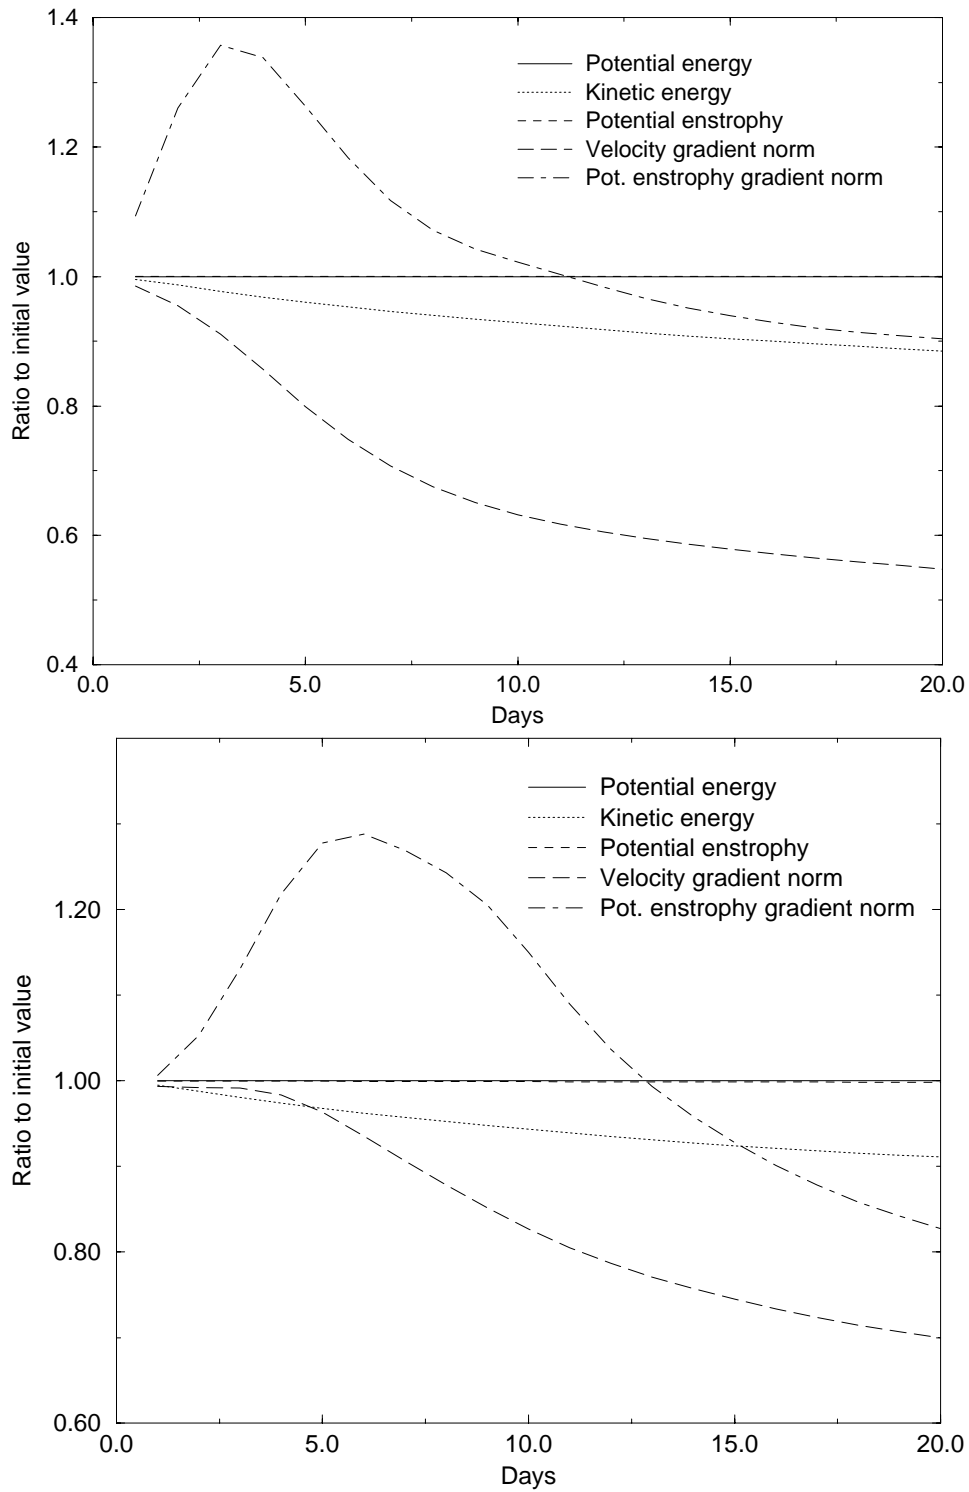 1.4
1.2
1.0
0.8
0.6
0.4
Ratio to initial value
Potential energy
Kinetic energy
Potential enstrophy
Velocity gradient norm
Pot. enstrophy gradient norm
0.0 5.0 10.0 15.0 20.0
Days
1.20
1.00
0.80
0.60
Ratio to initial value
Potential energy
Kinetic energy
Potential enstrophy
Velocity gradient norm
Pot. enstrophy gradient norm
0.0 5.0 10.0 15.0 20.0
Days